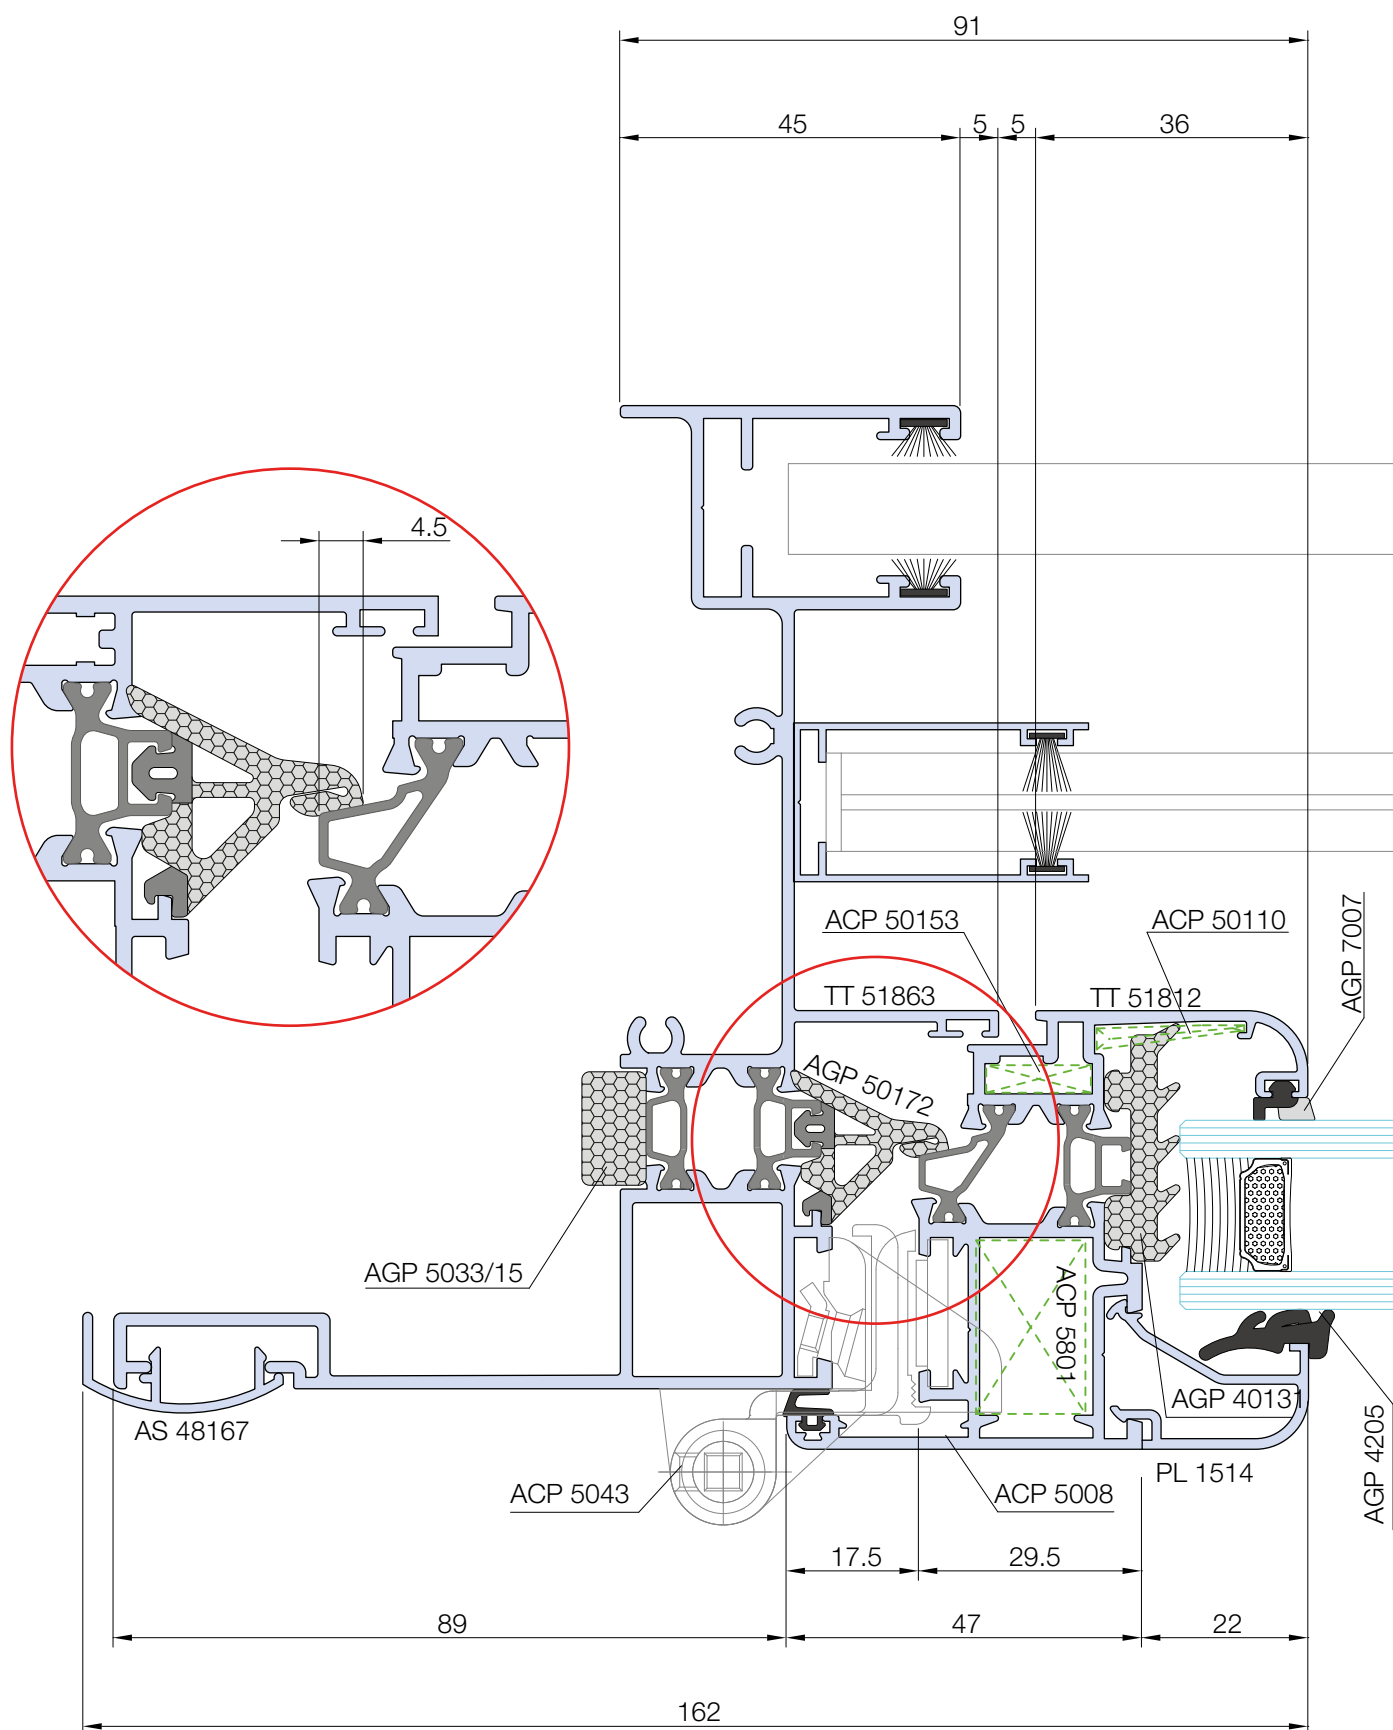 91
45
5
5
36
4.5
ACP 50153
ACP 50110
AGP 7007
TT 51863
TT 51812
AGP 50172
AGP 5033/15
ACP 5801
AGP 40131
AS 48167
AGP 4205
PL 1514
ACP 5043
ACP 5008
17.5
29.5
89
47
22
162